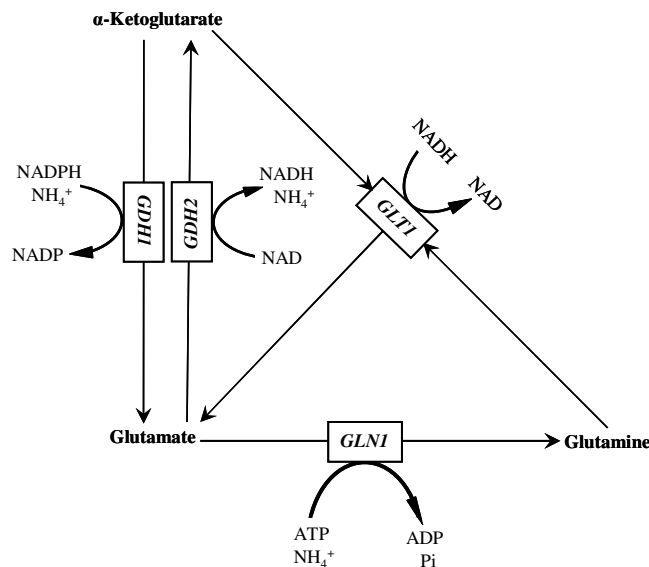 α-Ketoglutarate
NADH
NAD
NADPH
NH₄⁺
NADP
GDH1
GDH2
NADH
NH₄⁺
NAD
GLT1
Glutamate
GLN1
Glutamine
ATP
NH₄⁺
ADP
Pi